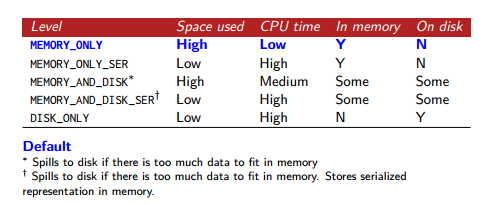 Level Space used CPU time In memory On disk
MEMORY_ONLY High Low Y N
MEMORY_ONLY_SER Low High Y N
MEMORY_AND_DISK* High Medium Some Some
MEMORY_AND_DISK_SER† Low High Some Some
DISK_ONLY Low High N Y
Default
* Spills to disk if there is too much data to fit in memory
† Spills to disk if there is too much data to fit in memory. Stores serialized
representation in memory.